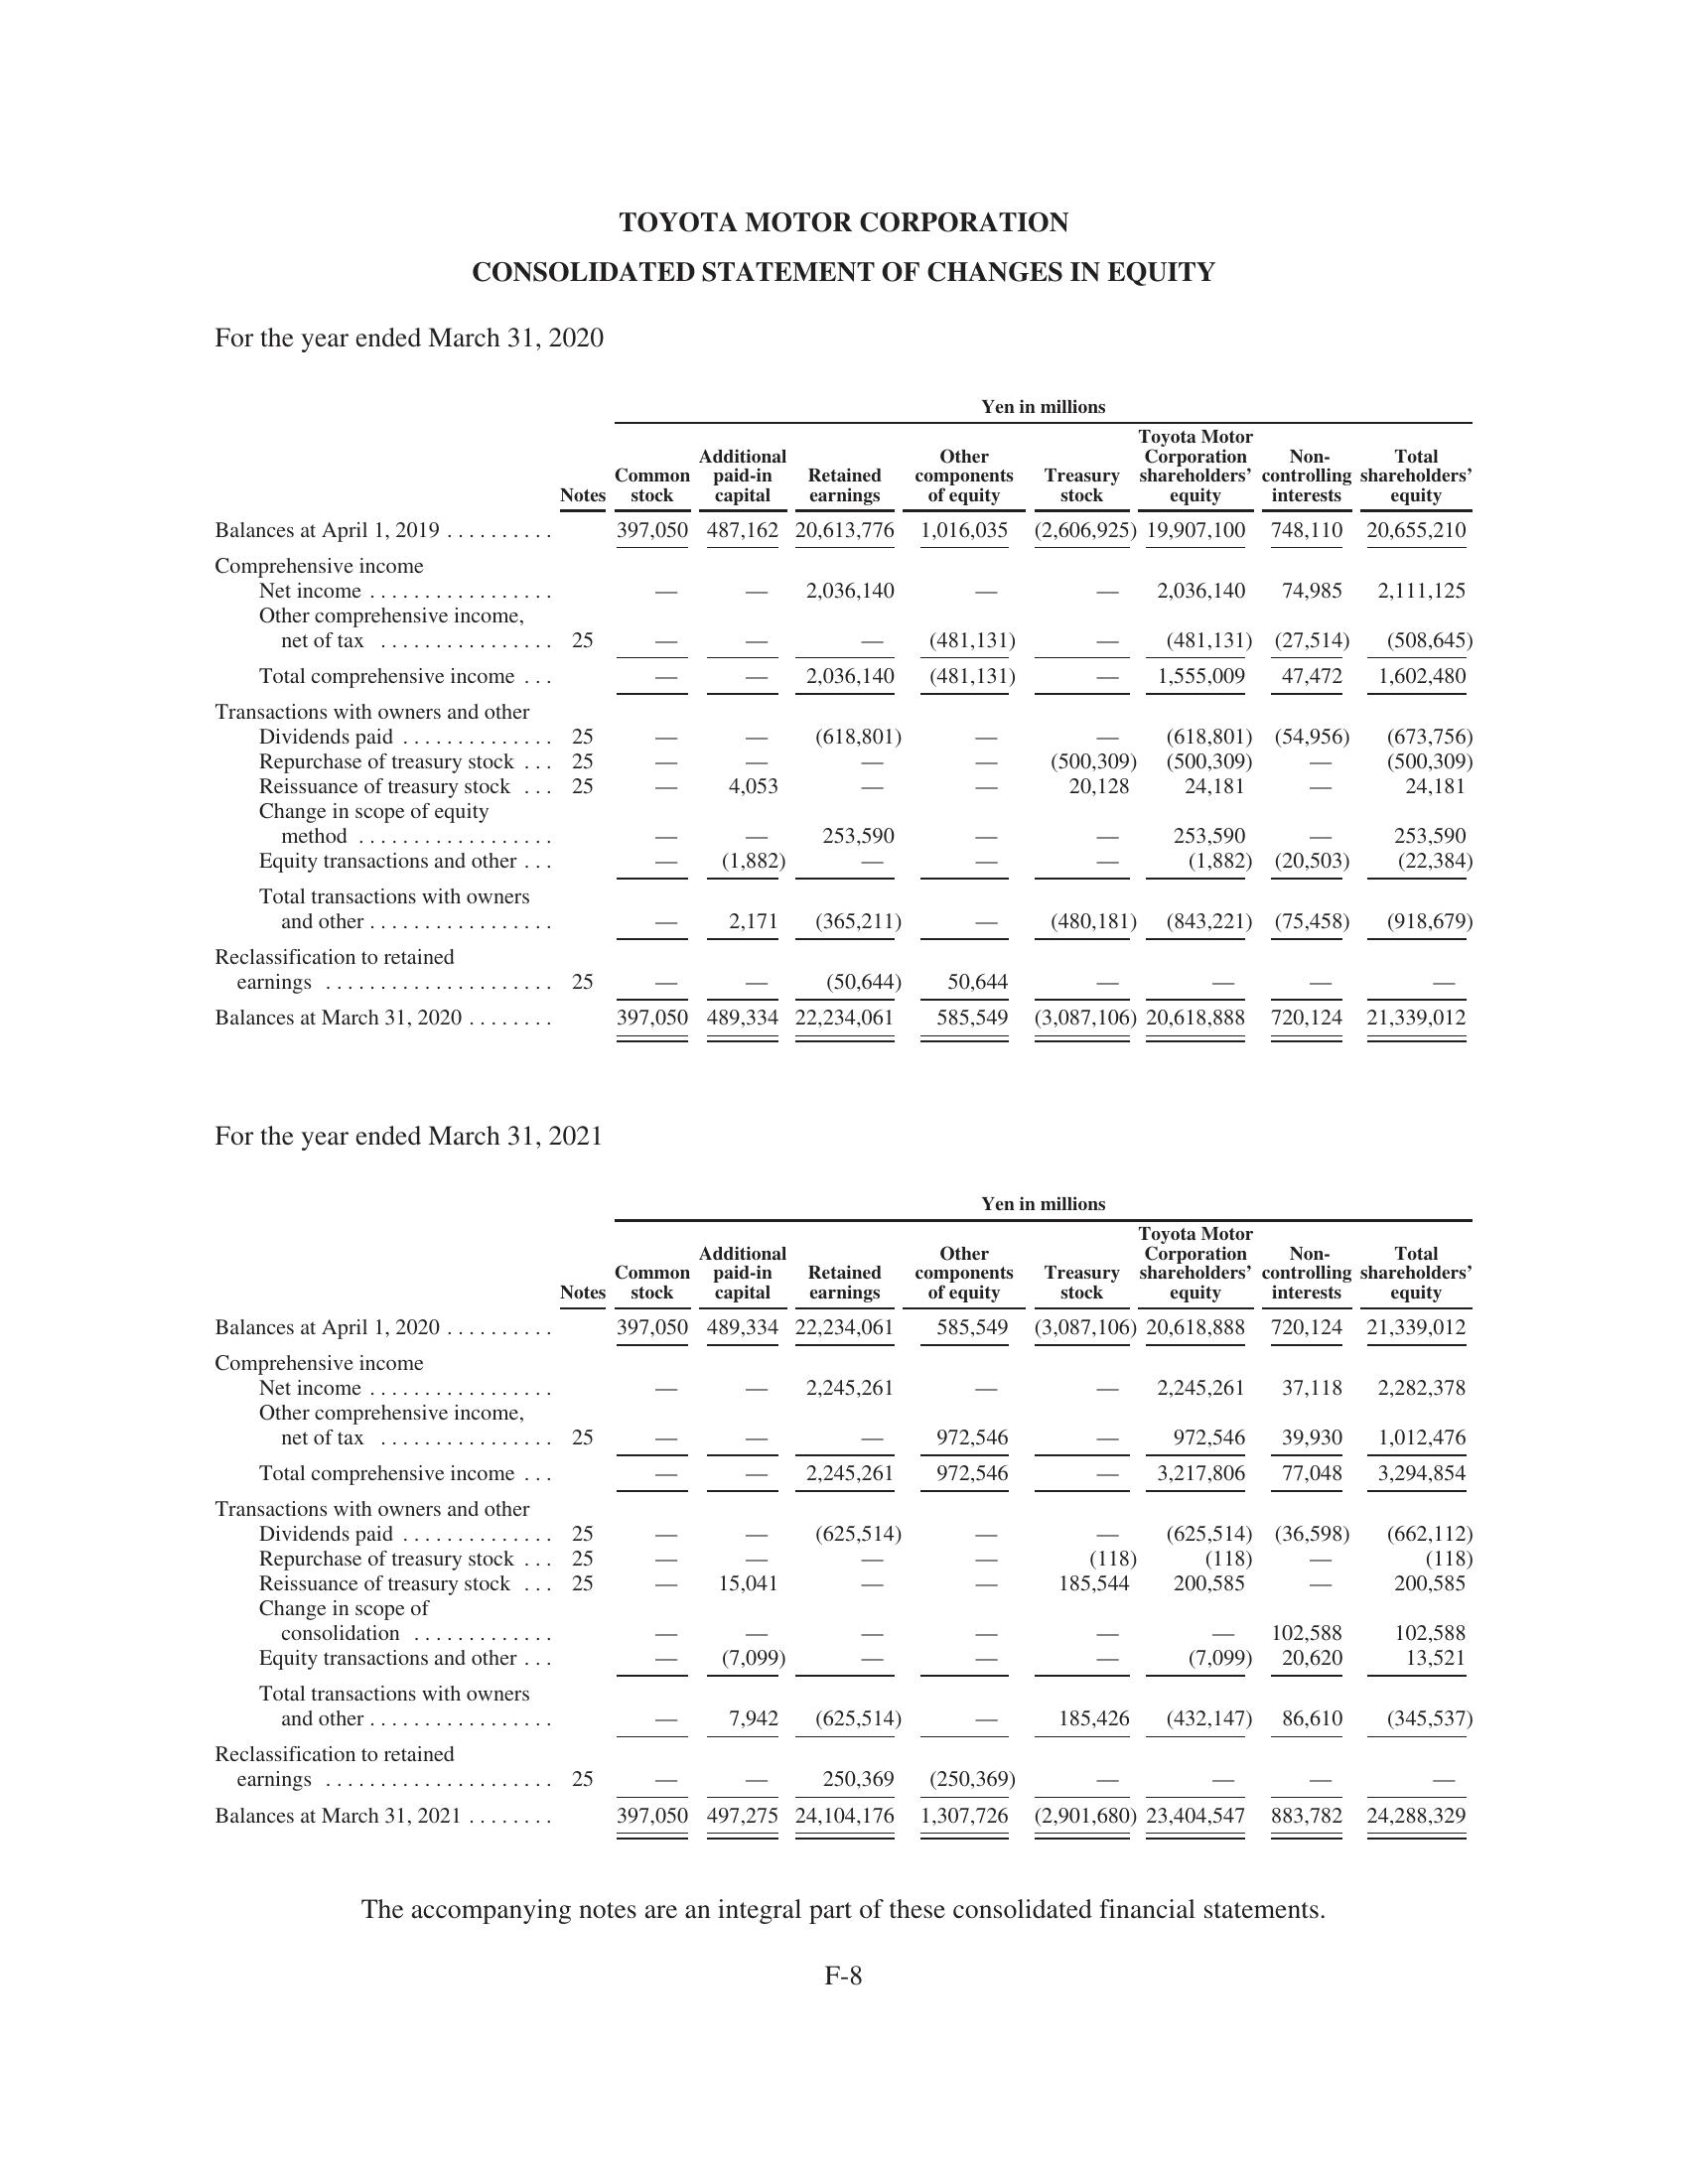 TOYOTA MOTOR CORPORATION
CONSOLIDATED STATEMENT OF CHANGES IN EQUITY
For the year ended March 31, 2020
Yen in millions
Notes Common stock Additional paid-in capital Retained earnings Other components of equity Treasury stock Toyota Motor Corporation shareholders’ equity Non-controlling interests Total shareholders’ equity
Balances at April 1, 2019 .......... 397,050 487,162 20,613,776 1,016,035 (2,606,925) 19,907,100 748,110 20,655,210
Comprehensive income
Net income ................. — — 2,036,140 — — 2,036,140 74,985 2,111,125
Other comprehensive income,
net of tax ................ 25 — — — (481,131) — (481,131) (27,514) (508,645)
Total comprehensive income ... — — 2,036,140 (481,131) — 1,555,009 47,472 1,602,480
Transactions with owners and other
Dividends paid .............. 25 — — (618,801) — — (618,801) (54,956) (673,756)
Repurchase of treasury stock ... 25 — — — — (500,309) (500,309) — (500,309)
Reissuance of treasury stock ... 25 — 4,053 — — 20,128 24,181 — 24,181
Change in scope of equity
method .................. — — 253,590 — — 253,590 — 253,590
Equity transactions and other ... — (1,882) — — — (1,882) (20,503) (22,384)
Total transactions with owners
and other ................. — 2,171 (365,211) — (480,181) (843,221) (75,458) (918,679)
Reclassification to retained
earnings ..................... 25 — — (50,644) 50,644 — — — —
Balances at March 31, 2020 ........ 397,050 489,334 22,234,061 585,549 (3,087,106) 20,618,888 720,124 21,339,012
For the year ended March 31, 2021
Yen in millions
Notes Common stock Additional paid-in capital Retained earnings Other components of equity Treasury stock Toyota Motor Corporation shareholders’ equity Non-controlling interests Total shareholders’ equity
Balances at April 1, 2020 .......... 397,050 489,334 22,234,061 585,549 (3,087,106) 20,618,888 720,124 21,339,012
Comprehensive income
Net income ................. — — 2,245,261 — — 2,245,261 37,118 2,282,378
Other comprehensive income,
net of tax ................ 25 — — — 972,546 — 972,546 39,930 1,012,476
Total comprehensive income ... — — 2,245,261 972,546 — 3,217,806 77,048 3,294,854
Transactions with owners and other
Dividends paid .............. 25 — — (625,514) — — (625,514) (36,598) (662,112)
Repurchase of treasury stock ... 25 — — — — (118) (118) — (118)
Reissuance of treasury stock ... 25 — 15,041 — — 185,544 200,585 — 200,585
Change in scope of
consolidation ............. — — — — — — 102,588 102,588
Equity transactions and other ... — (7,099) — — — (7,099) 20,620 13,521
Total transactions with owners
and other ................. — 7,942 (625,514) — 185,426 (432,147) 86,610 (345,537)
Reclassification to retained
earnings ..................... 25 — — 250,369 (250,369) — — — —
Balances at March 31, 2021 ........ 397,050 497,275 24,104,176 1,307,726 (2,901,680) 23,404,547 883,782 24,288,329
The accompanying notes are an integral part of these consolidated financial statements.
F-8